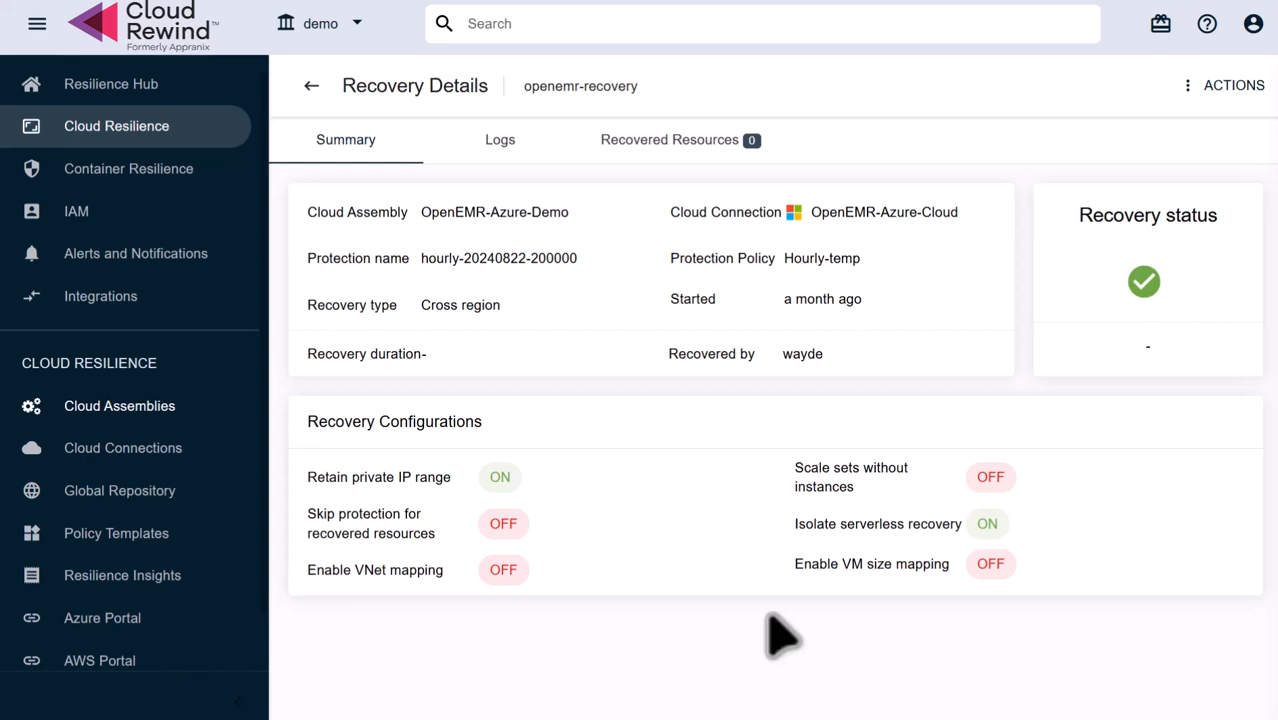 Cloud
Rewind™
Formerly Appranix
demo
Search
Resilience Hub
Cloud Resilience
Container Resilience
IAM
Alerts and Notifications
Integrations
CLOUD RESILIENCE
Cloud Assemblies
Cloud Connections
Global Repository
Policy Templates
Resilience Insights
Azure Portal
AWS Portal
Recovery Details
openemr-recovery
ACTIONS
Summary
Logs
Recovered Resources 0
Cloud Assembly OpenEMR-Azure-Demo
Cloud Connection OpenEMR-Azure-Cloud
Protection name hourly-20240822-200000
Protection Policy Hourly-temp
Recovery type Cross region
Started a month ago
Recovery duration -
Recovered by wayde
Recovery status
-
Recovery Configurations
Retain private IP range ON
Scale sets without
instances OFF
Skip protection for
recovered resources OFF
Isolate serverless recovery ON
Enable VNet mapping OFF
Enable VM size mapping OFF